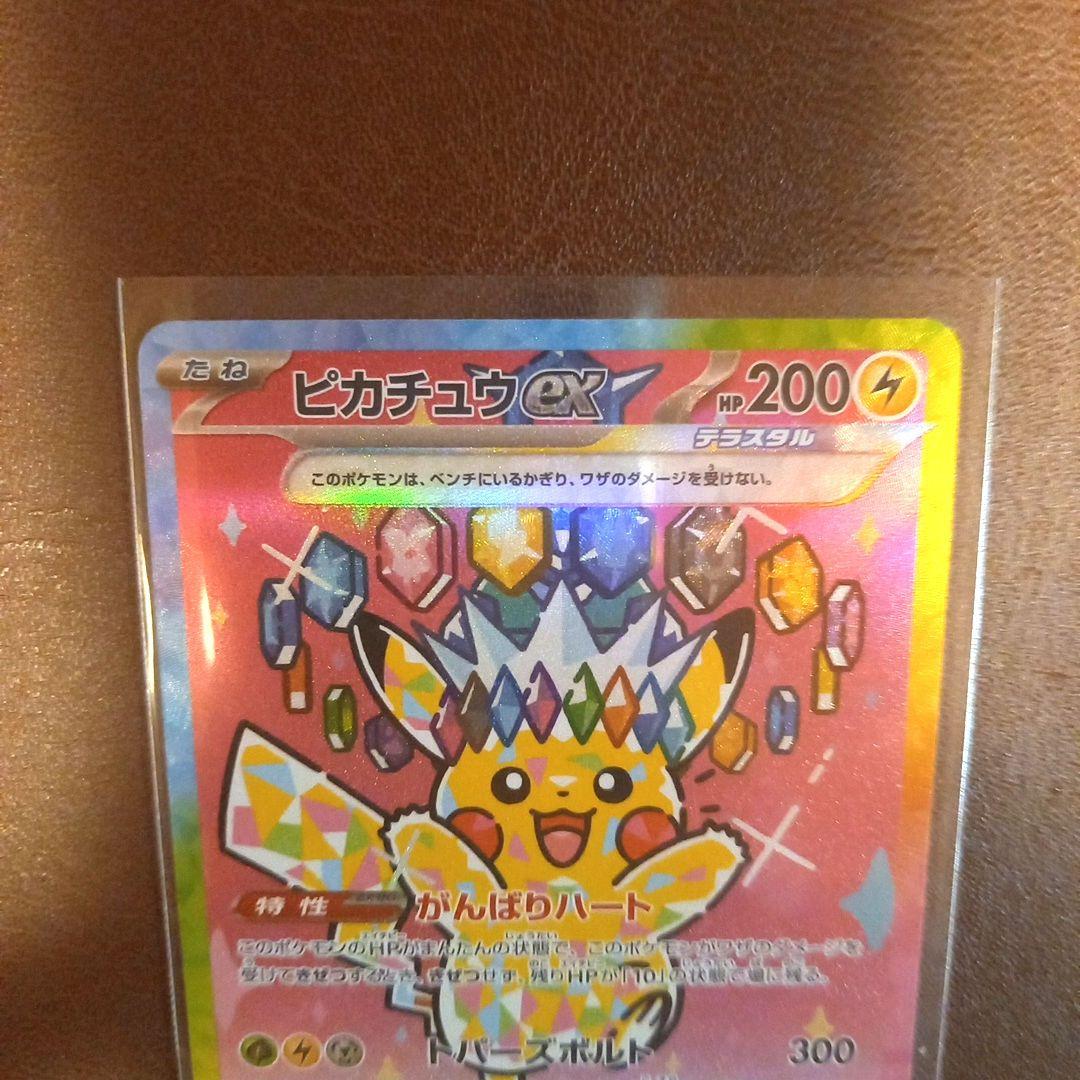 たね ピカチュウex HP200
テラスタル
このポケモンは、ベンチにいるかぎり、ワザのダメージを受けない。
特性 がんばりハート
このポケモンのHPがまんたんの状態で、このポケモンがワザのダメージを
受けてきぜつするとき、きぜつせず、残りHPが「10」の状態で場に残る。
トパーズボルト 300